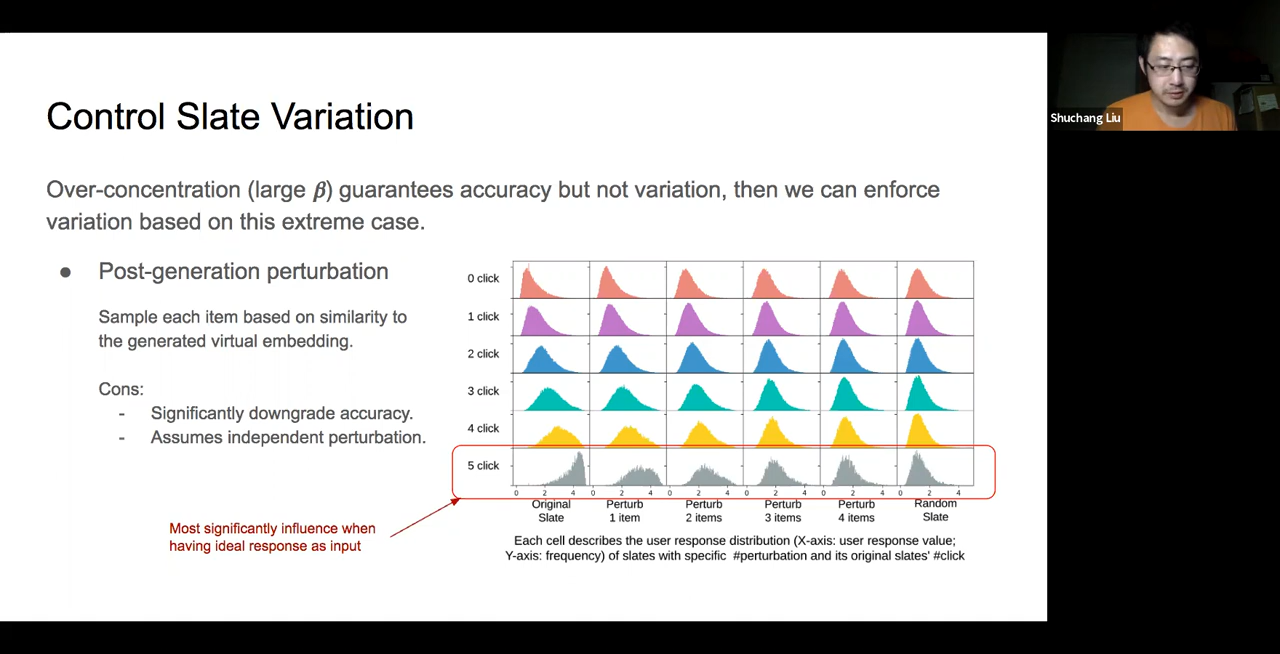 Control Slate Variation
Over-concentration (large β) guarantees accuracy but not variation, then we can enforce
variation based on this extreme case.
● Post-generation perturbation
Sample each item based on similarity to
the generated virtual embedding.
Cons:
- Significantly downgrade accuracy.
- Assumes independent perturbation.
Most significantly influence when
having ideal response as input
0 click
1 click
2 click
3 click
4 click
5 click
0 2 4 0 2 4 0 2 4 0 2 4 0 2 4 0 2 4
Original Perturb Perturb Perturb Perturb Random
Slate 1 item 2 items 3 items 4 items Slate
Each cell describes the user response distribution (X-axis: user response value;
Y-axis: frequency) of slates with specific #perturbation and its original slates' #click
Shuchang Liu